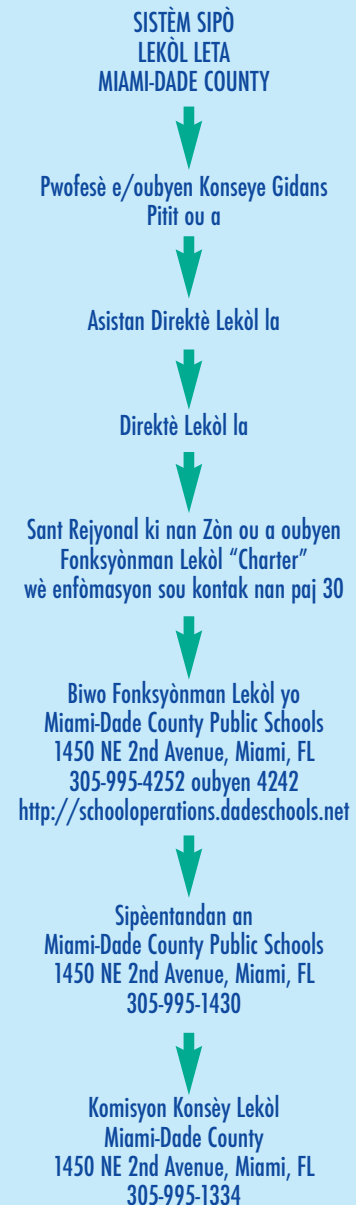 SISTÈM SIPÒ
LEKÒL LETA
MIAMI-DADE COUNTY
Pwofesè e/oubyen Konseye Gidans
Pitit ou a
Asistan Direktè Lekòl la
Direktè Lekòl la
Sant Rejyonal ki nan Zòn ou a oubyen
Fonksyònman Lekòl “Charter”
wè enfòmasyon sou kontak nan paj 30
Biwo Fonksyònman Lekòl yo
Miami-Dade County Public Schools
1450 NE 2nd Avenue, Miami, FL
305-995-4252 oubyen 4242
http://schooloperations.dadeschools.net
Sipèentandan an
Miami-Dade County Public Schools
1450 NE 2nd Avenue, Miami, FL
305-995-1430
Komisyon Konsèy Lekòl
Miami-Dade County
1450 NE 2nd Avenue, Miami, FL
305-995-1334